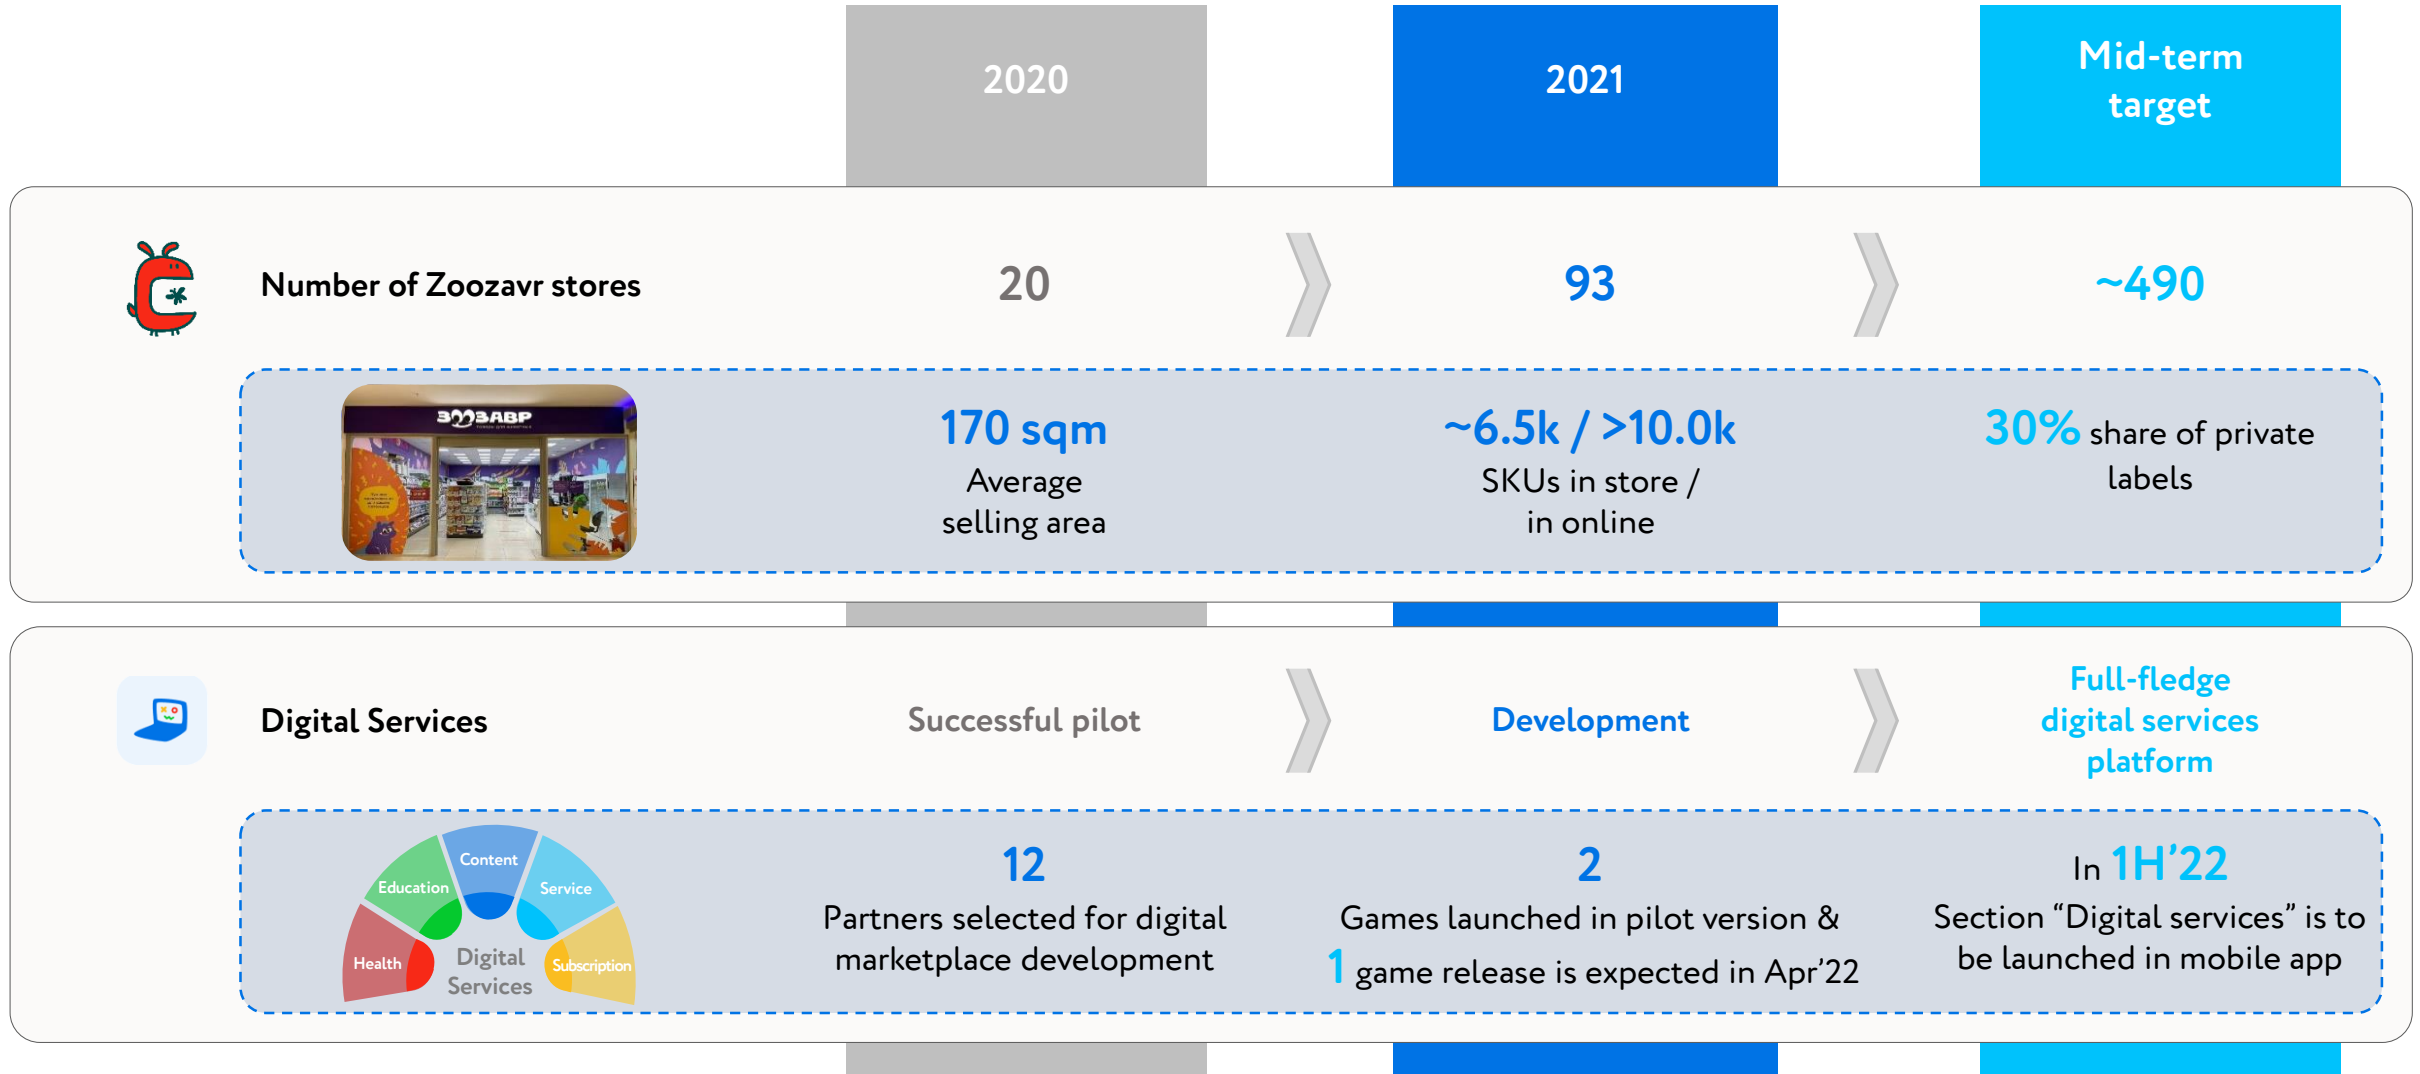 2020
2021
Mid-term
target
Number of Zoozavr stores
20
93
~490
ЗООЗАВР
170 sqm
Average
selling area
~6.5k / >10.0k
SKUs in store /
in online
30% share of private
labels
Digital Services
Successful pilot
Development
Full-fledge
digital services
platform
Content
Education
Service
Health
Subscription
Digital
Services
12
Partners selected for digital
marketplace development
2
Games launched in pilot version &
1 game release is expected in Apr’22
In 1H’22
Section “Digital services” is to
be launched in mobile app